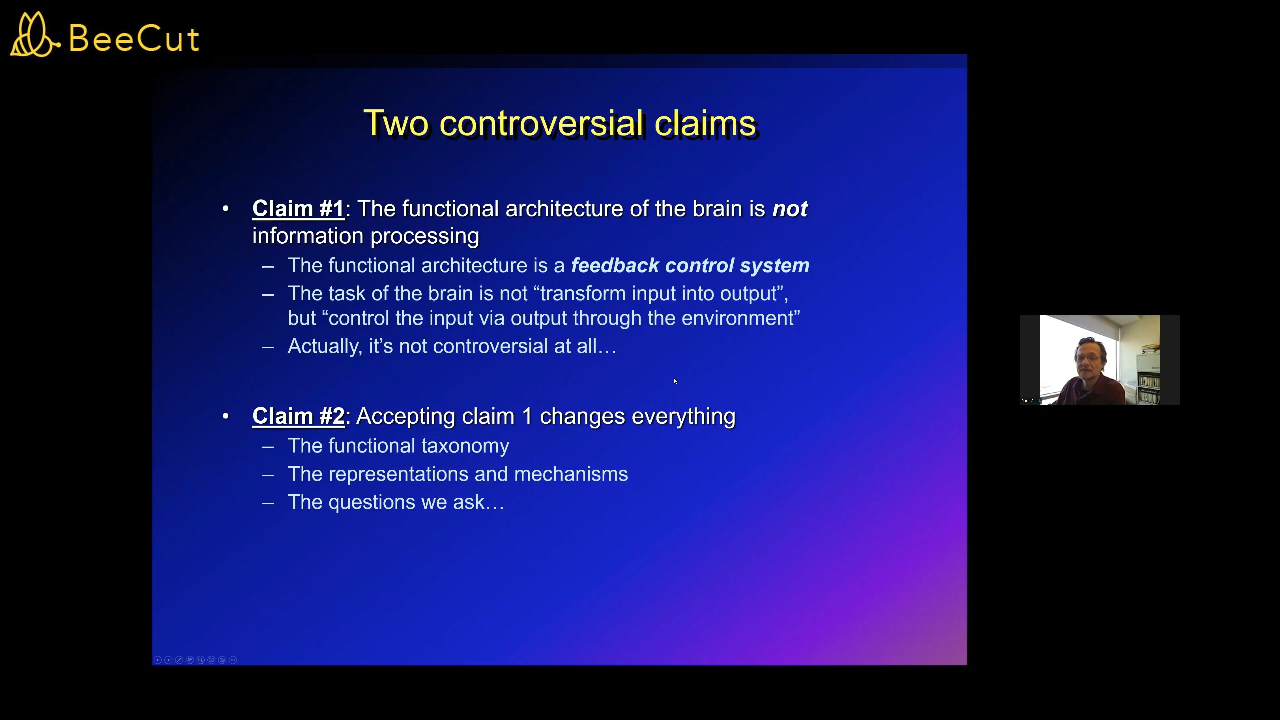 BeeCut
Two controversial claims
• Claim #1: The functional architecture of the brain is not
information processing
– The functional architecture is a feedback control system
– The task of the brain is not “transform input into output”,
but “control the input via output through the environment”
– Actually, it’s not controversial at all…
• Claim #2: Accepting claim 1 changes everything
– The functional taxonomy
– The representations and mechanisms
– The questions we ask…